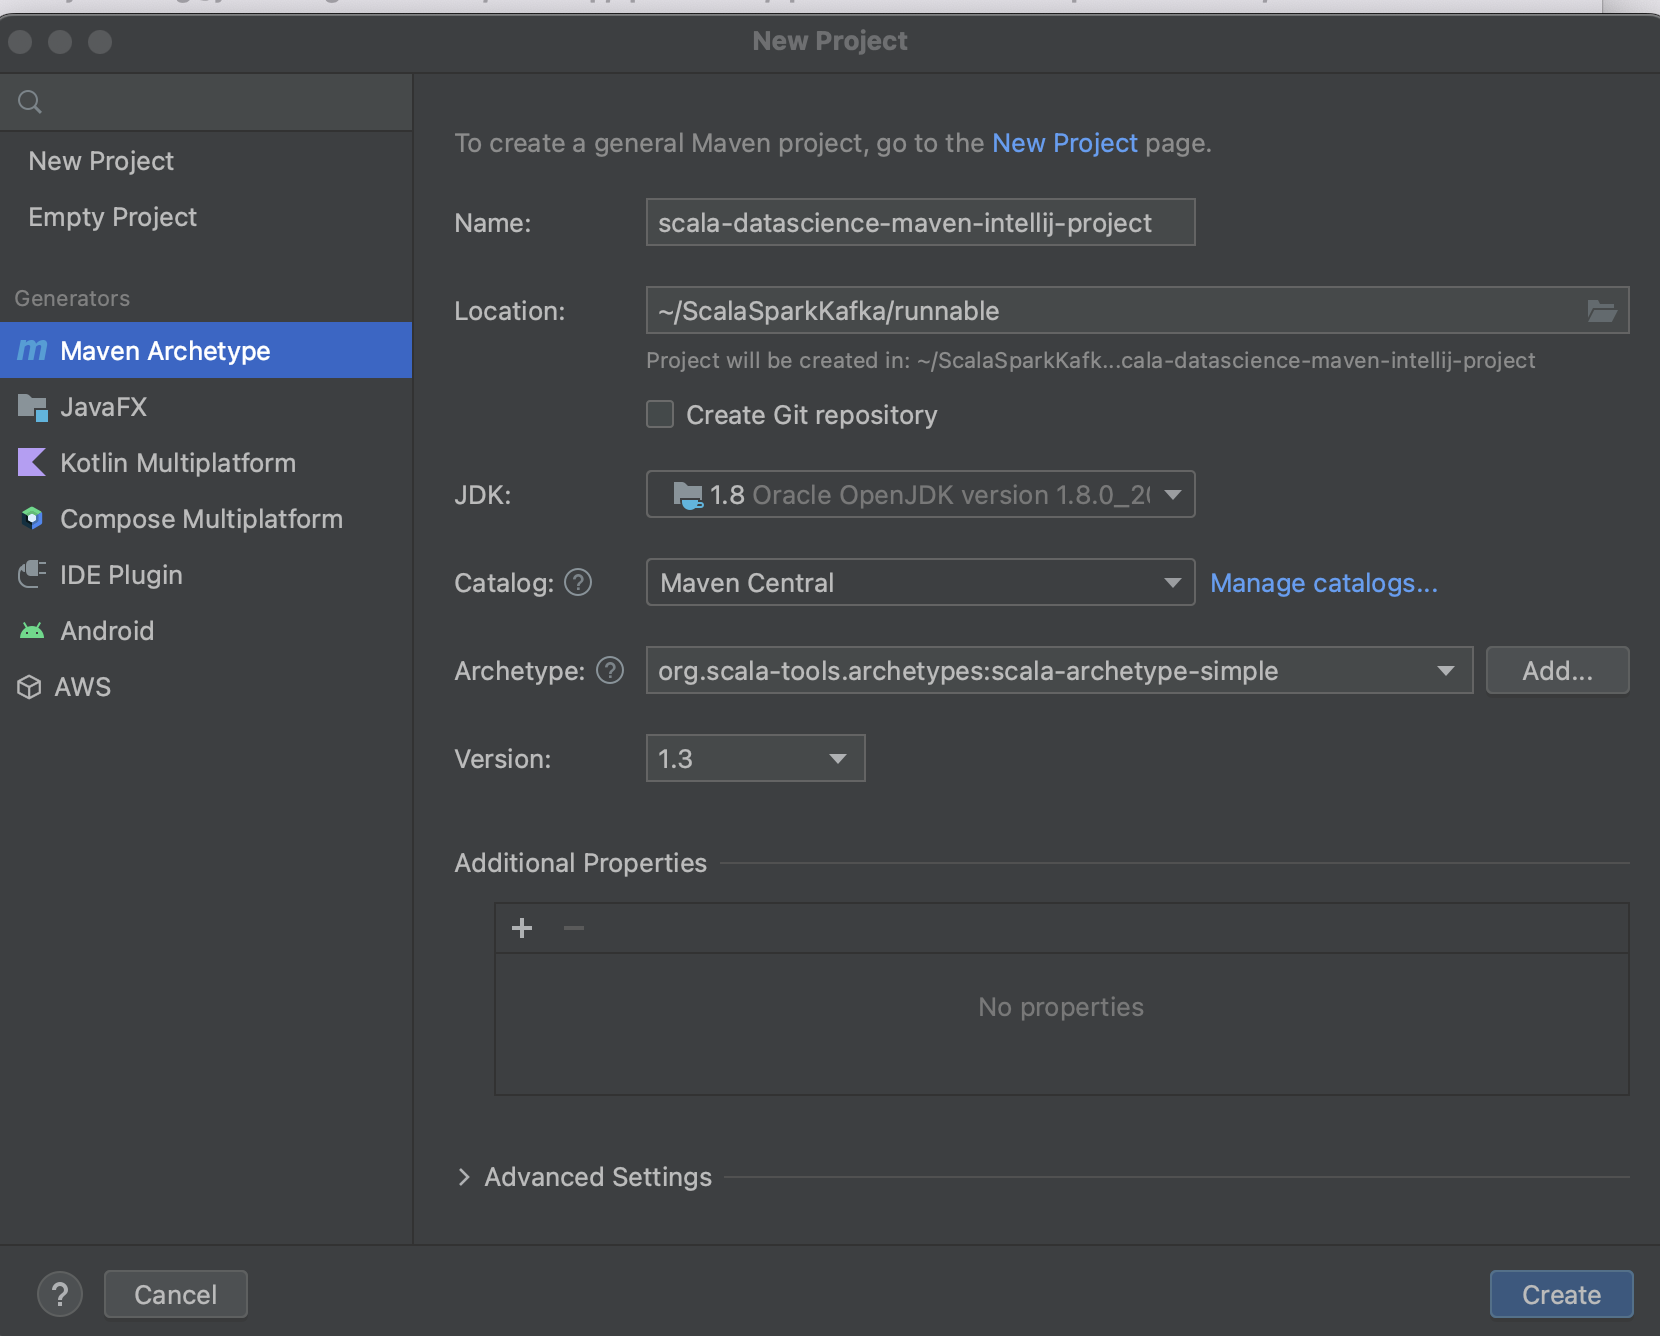 New Project
New Project
Empty Project
Generators
Maven Archetype
JavaFX
Kotlin Multiplatform
Compose Multiplatform
IDE Plugin
Android
AWS
To create a general Maven project, go to the New Project page.
Name: scala-datascience-maven-intellij-project
Location: ~/ScalaSparkKafka/runnable
Project will be created in: ~/ScalaSparkKafk...cala-datascience-maven-intellij-project
Create Git repository
JDK: 1.8 Oracle OpenJDK version 1.8.0_20
Catalog: ? Maven Central Manage catalogs...
Archetype: ? org.scala-tools.archetypes:scala-archetype-simple Add...
Version: 1.3
Additional Properties
No properties
Advanced Settings
? Cancel Create